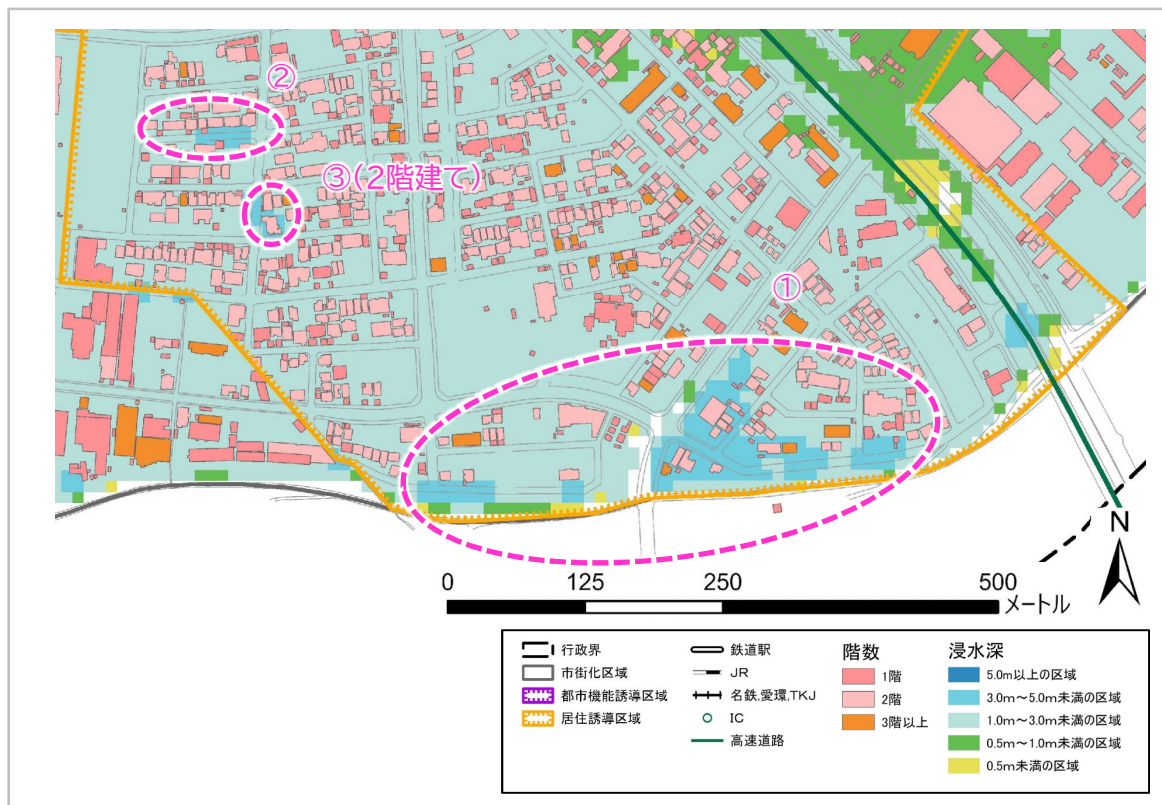 ②
③(2階建て)
①
N
0 125 250 500
メートル
行政界
市街化区域
都市機能誘導区域
居住誘導区域
鉄道駅
JR
名鉄,愛環,TKJ
IC
高速道路
階数
1階
2階
3階以上
浸水深
5.0m以上の区域
3.0m～5.0m未満の区域
1.0m～3.0m未満の区域
0.5m～1.0m未満の区域
0.5m未満の区域